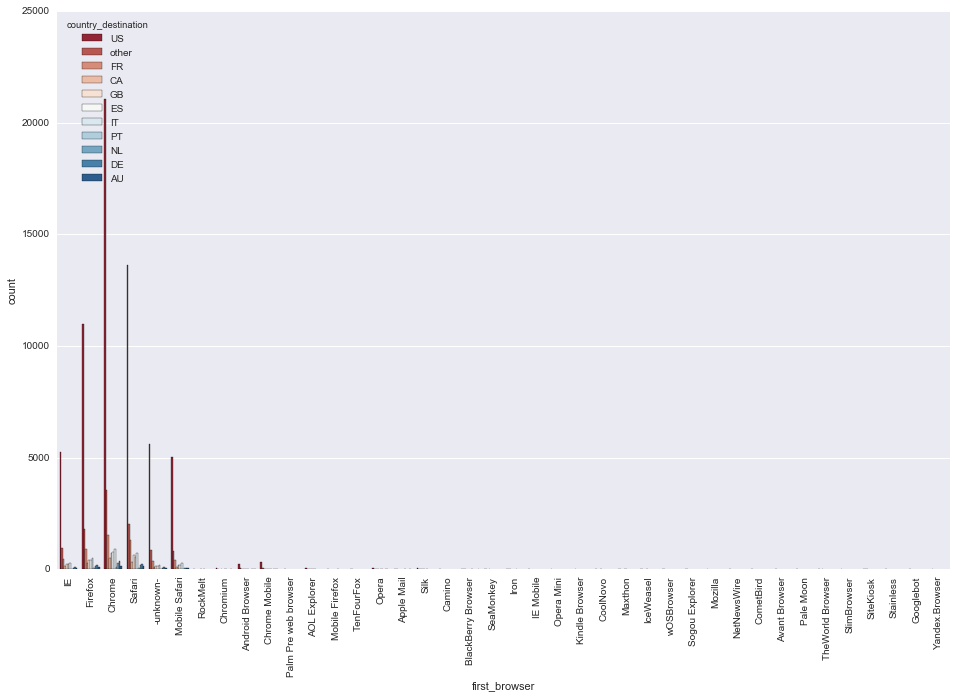 25000
20000
15000
10000
5000
0
count
country_destination
US
other
FR
CA
GB
ES
IT
PT
NL
DE
AU
IE
Firefox
Chrome
Safari
-unknown-
Mobile Safari
RockMelt
Chromium
Android Browser
Chrome Mobile
Palm Pre web browser
AOL Explorer
Mobile Firefox
TenFourFox
Opera
Apple Mail
Silk
Camino
BlackBerry Browser
SeaMonkey
Iron
IE Mobile
Opera Mini
Kindle Browser
CoolNovo
Maxthon
IceWeasel
wOSBrowser
Sogou Explorer
Mozilla
NetNewsWire
CometBird
Avant Browser
Pale Moon
TheWorld Browser
SlimBrowser
SiteKiosk
Stainless
Googlebot
Yandex.Browser
first_browser